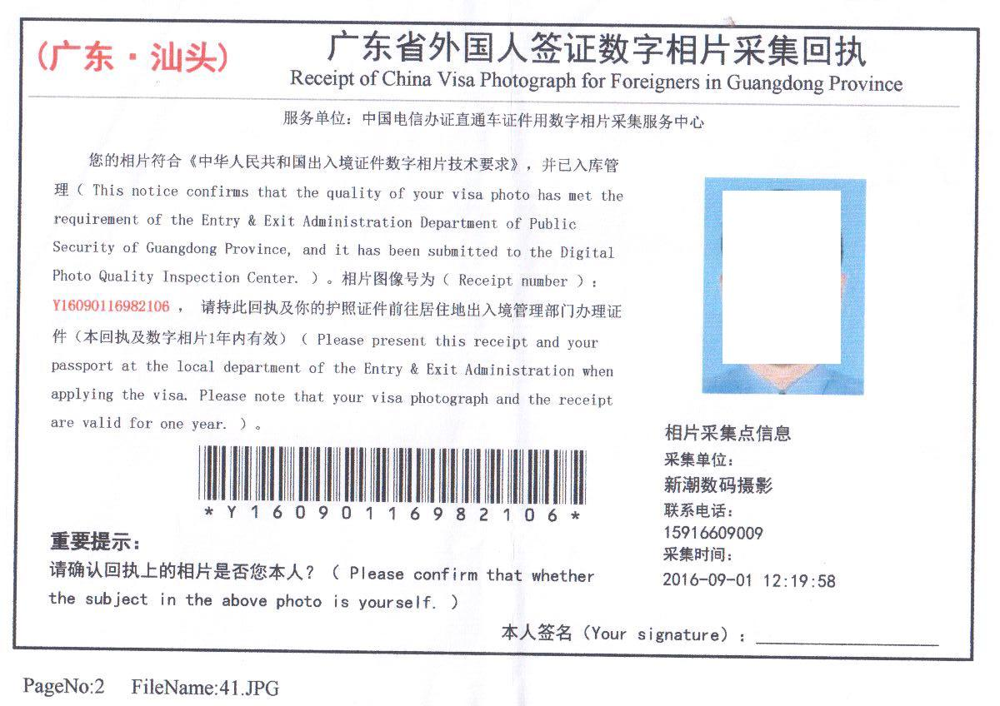 (广东·汕头)
广东省外国人签证数字相片采集回执
Receipt of China Visa Photograph for Foreigners in Guangdong Province
服务单位：中国电信办证直通车证件用数字相片采集服务中心
您的相片符合《中华人民共和国出入境证件数字相片技术要求》，并已入库管
理（ This notice confirms that the quality of your visa photo has met the
requirement of the Entry & Exit Administration Department of Public
Security of Guangdong Province, and it has been submitted to the Digital
Photo Quality Inspection Center. ）。相片图像号为（ Receipt number ）：
Y16090116982106 ， 请持此回执及你的护照证件前往居住地出入境管理部门办理证
件（本回执及数字相片1年内有效）（ Please present this receipt and your
passport at the local department of the Entry & Exit Administration when
applying the visa. Please note that your visa photograph and the receipt
are valid for one year. ）。
*Y16090116982106*
重要提示：
请确认回执上的相片是否您本人？（ Please confirm that whether
the subject in the above photo is yourself. ）
相片采集点信息
采集单位：
新潮数码摄影
联系电话：
15916609009
采集时间：
2016-09-01 12:19:58
本人签名（Your signature）：
PageNo:2 FileName:41.JPG